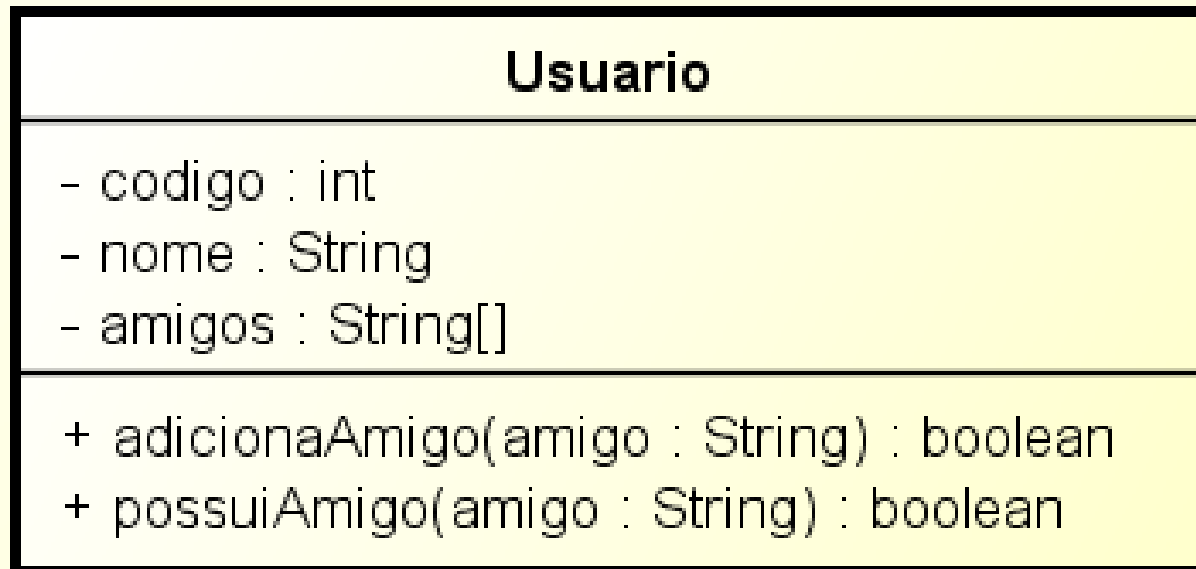 Usuario
- codigo : int
- nome : String
- amigos : String[]
+ adicionaAmigo(amigo : String) : boolean
+ possuiAmigo(amigo : String) : boolean